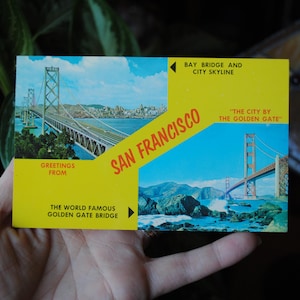 BAY BRIDGE AND
CITY SKYLINE
"THE CITY BY
THE GOLDEN GATE"
SAN FRANCISCO
GREETINGS
FROM
THE WORLD FAMOUS
GOLDEN GATE BRIDGE